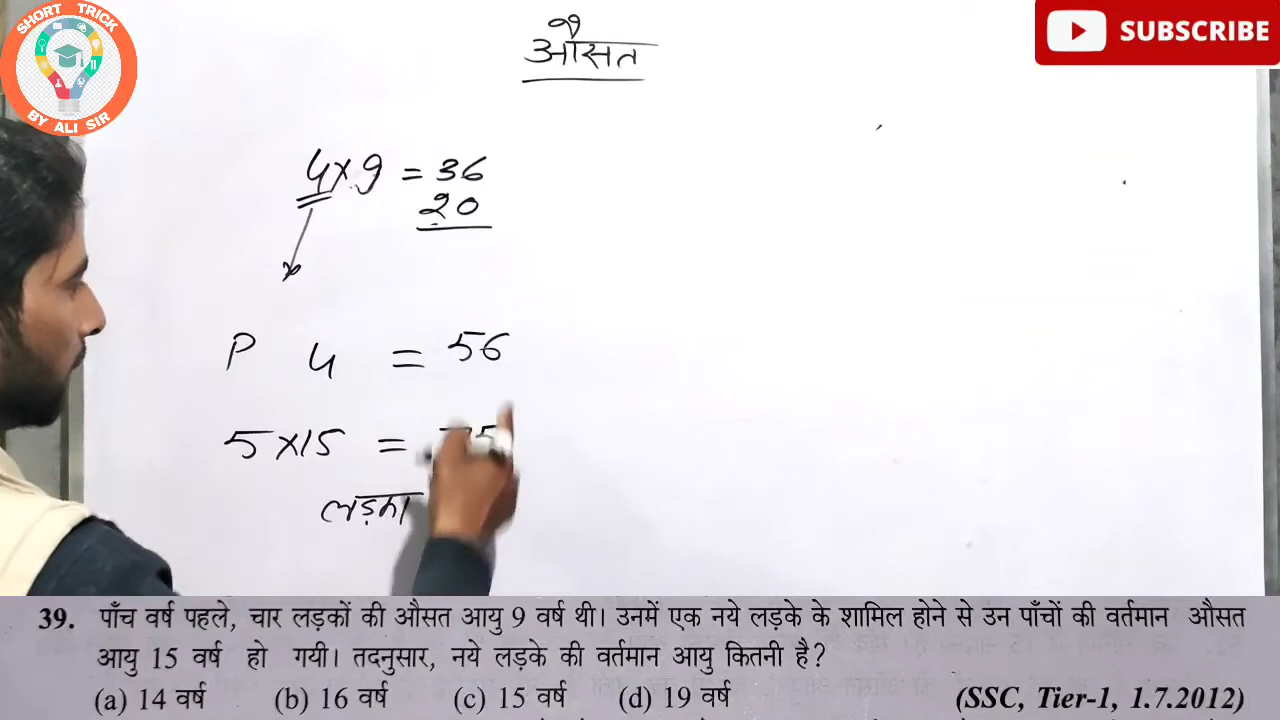 SHORT TRICK
BY ALI SIR
SUBSCRIBE
औसत
4×9 = 36
20
x
P 4 = 56
5×15 = 75
लड़का
39. पाँच वर्ष पहले, चार लड़कों की औसत आयु 9 वर्ष थी। उनमें एक नये लड़के के शामिल होने से उन पाँचों की वर्तमान औसत
आयु 15 वर्ष हो गयी। तदनुसार, नये लड़के की वर्तमान आयु कितनी है?
(a) 14 वर्ष (b) 16 वर्ष (c) 15 वर्ष (d) 19 वर्ष (SSC, Tier-1, 1.7.2012)